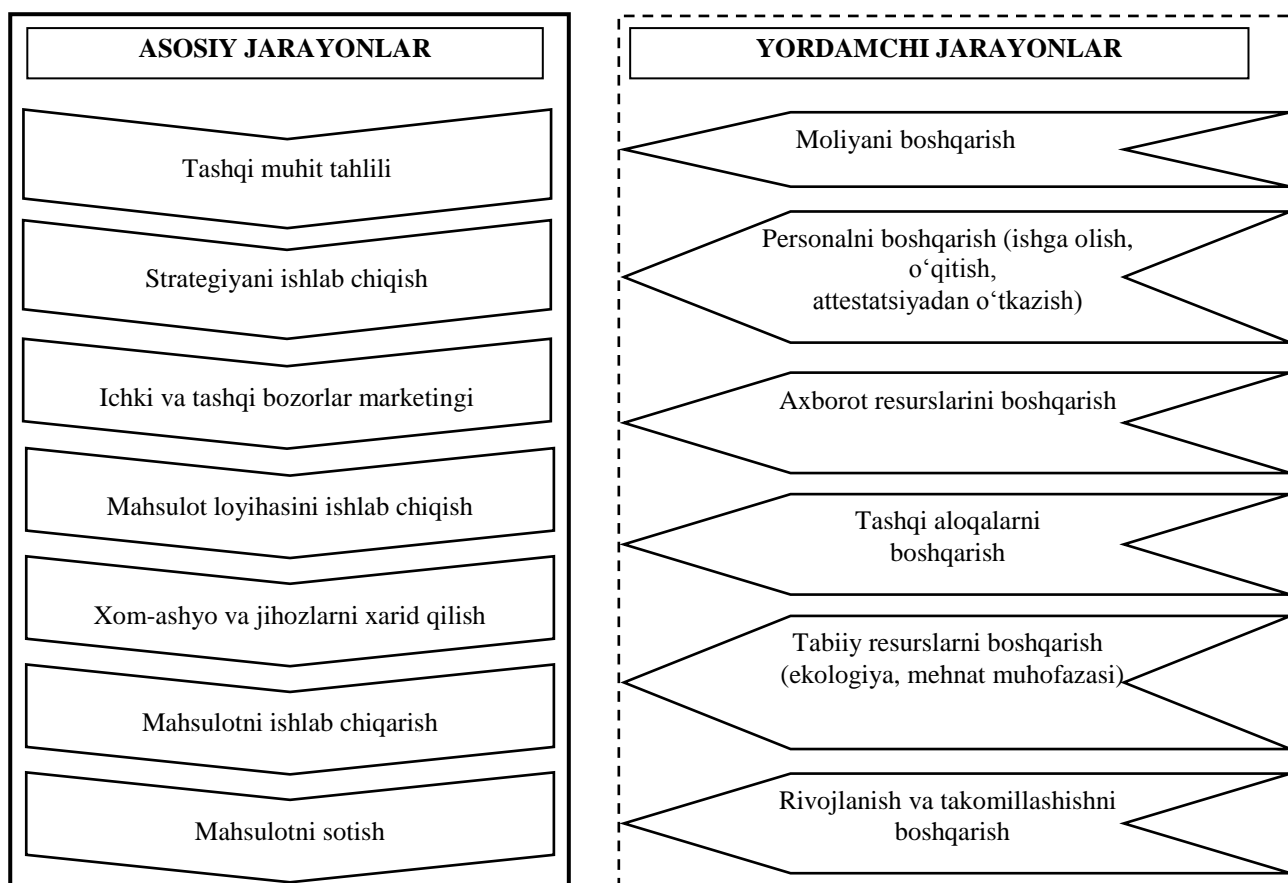 ASOSIY JARAYONLAR
Tashqi muhit tahlili
Strategiyani ishlab chiqish
Ichki va tashqi bozorlar marketingi
Mahsulot loyihasini ishlab chiqish
Xom-ashyo va jihozlarni xarid qilish
Mahsulotni ishlab chiqarish
Mahsulotni sotish
YORDAMCHI JARAYONLAR
Moliyani boshqarish
Personalni boshqarish (ishga olish,
o‘qitish,
attestatsiyadan o‘tkazish)
Axborot resurslarini boshqarish
Tashqi aloqalarni
boshqarish
Tabiiy resurslarni boshqarish
(ekologiya, mehnat muhofazasi)
Rivojlanish va takomillashishni
boshqarish